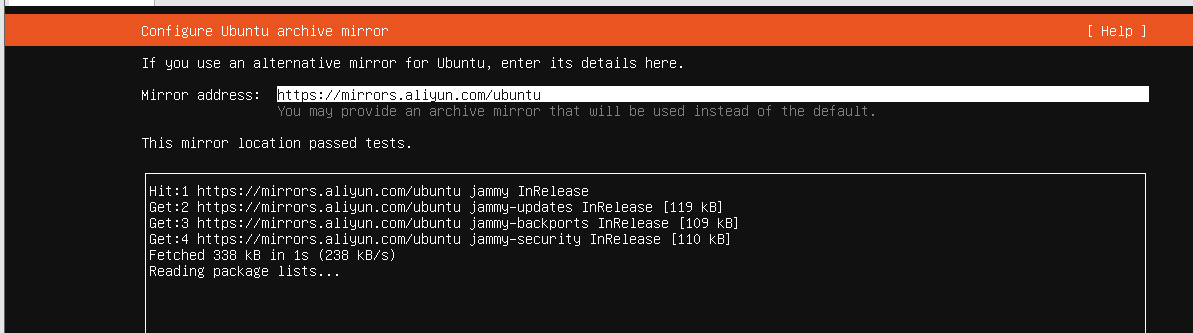 Configure Ubuntu archive mirror [ Help ]
If you use an alternative mirror for Ubuntu, enter its details here.
Mirror address: https://mirrors.aliyun.com/ubuntu
You may provide an archive mirror that will be used instead of the default.
This mirror location passed tests.
Hit:1 https://mirrors.aliyun.com/ubuntu jammy InRelease
Get:2 https://mirrors.aliyun.com/ubuntu jammy-updates InRelease [119 kB]
Get:3 https://mirrors.aliyun.com/ubuntu jammy-backports InRelease [109 kB]
Get:4 https://mirrors.aliyun.com/ubuntu jammy-security InRelease [110 kB]
Fetched 338 kB in 1s (238 kB/s)
Reading package lists...